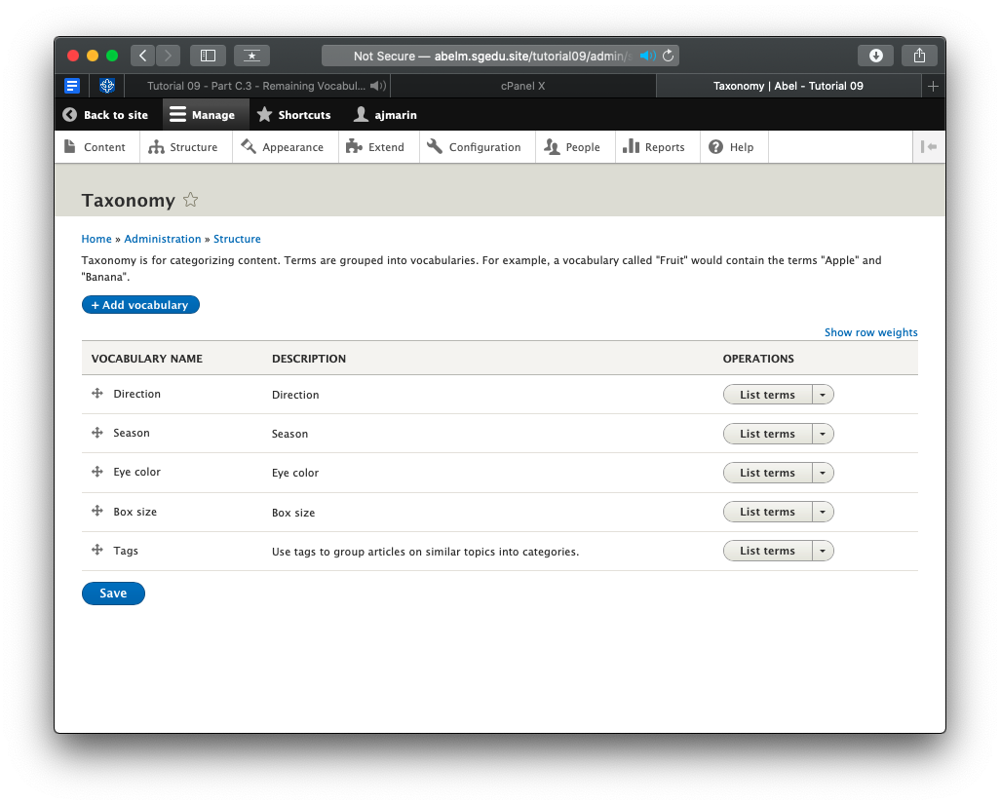 Not Secure — abelm.sgedu.site/tutorial09/admin/
Tutorial 09 - Part C.3 - Remaining Vocabul...
cPanel X
Taxonomy | Abel - Tutorial 09
Back to site
Manage
Shortcuts
ajmarin
Content
Structure
Appearance
Extend
Configuration
People
Reports
Help
Taxonomy
Home » Administration » Structure
Taxonomy is for categorizing content. Terms are grouped into vocabularies. For example, a vocabulary called "Fruit" would contain the terms "Apple" and
"Banana".
+ Add vocabulary
Show row weights
VOCABULARY NAME DESCRIPTION OPERATIONS
Direction Direction List terms
Season Season List terms
Eye color Eye color List terms
Box size Box size List terms
Tags Use tags to group articles on similar topics into categories. List terms
Save